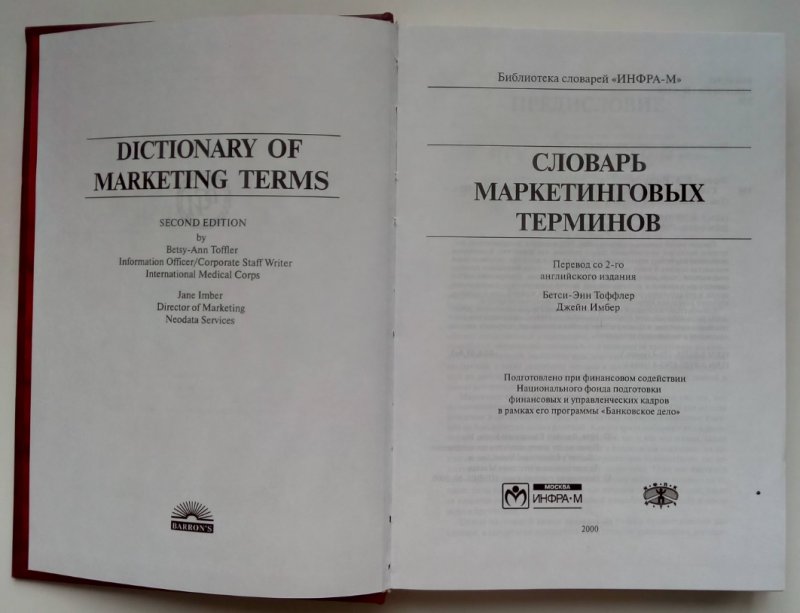 DICTIONARY OF
MARKETING TERMS
SECOND EDITION
by
Betsy-Ann Toffler
Information Officer/Corporate Staff Writer
International Medical Corps
Jane Imber
Director of Marketing
Neodata Services
BARRON'S
Библиотека словарей «ИНФРА-М»
СЛОВАРЬ
МАРКЕТИНГОВЫХ
ТЕРМИНОВ
Перевод со 2-го
английского издания
Бетси-Энн Тоффлер
Джейн Имбер
Подготовлено при финансовом содействии
Национального фонда подготовки
финансовых и управленческих кадров
в рамках его программы «Банковское дело»
МОСКВА
ИНФРА·М
2000